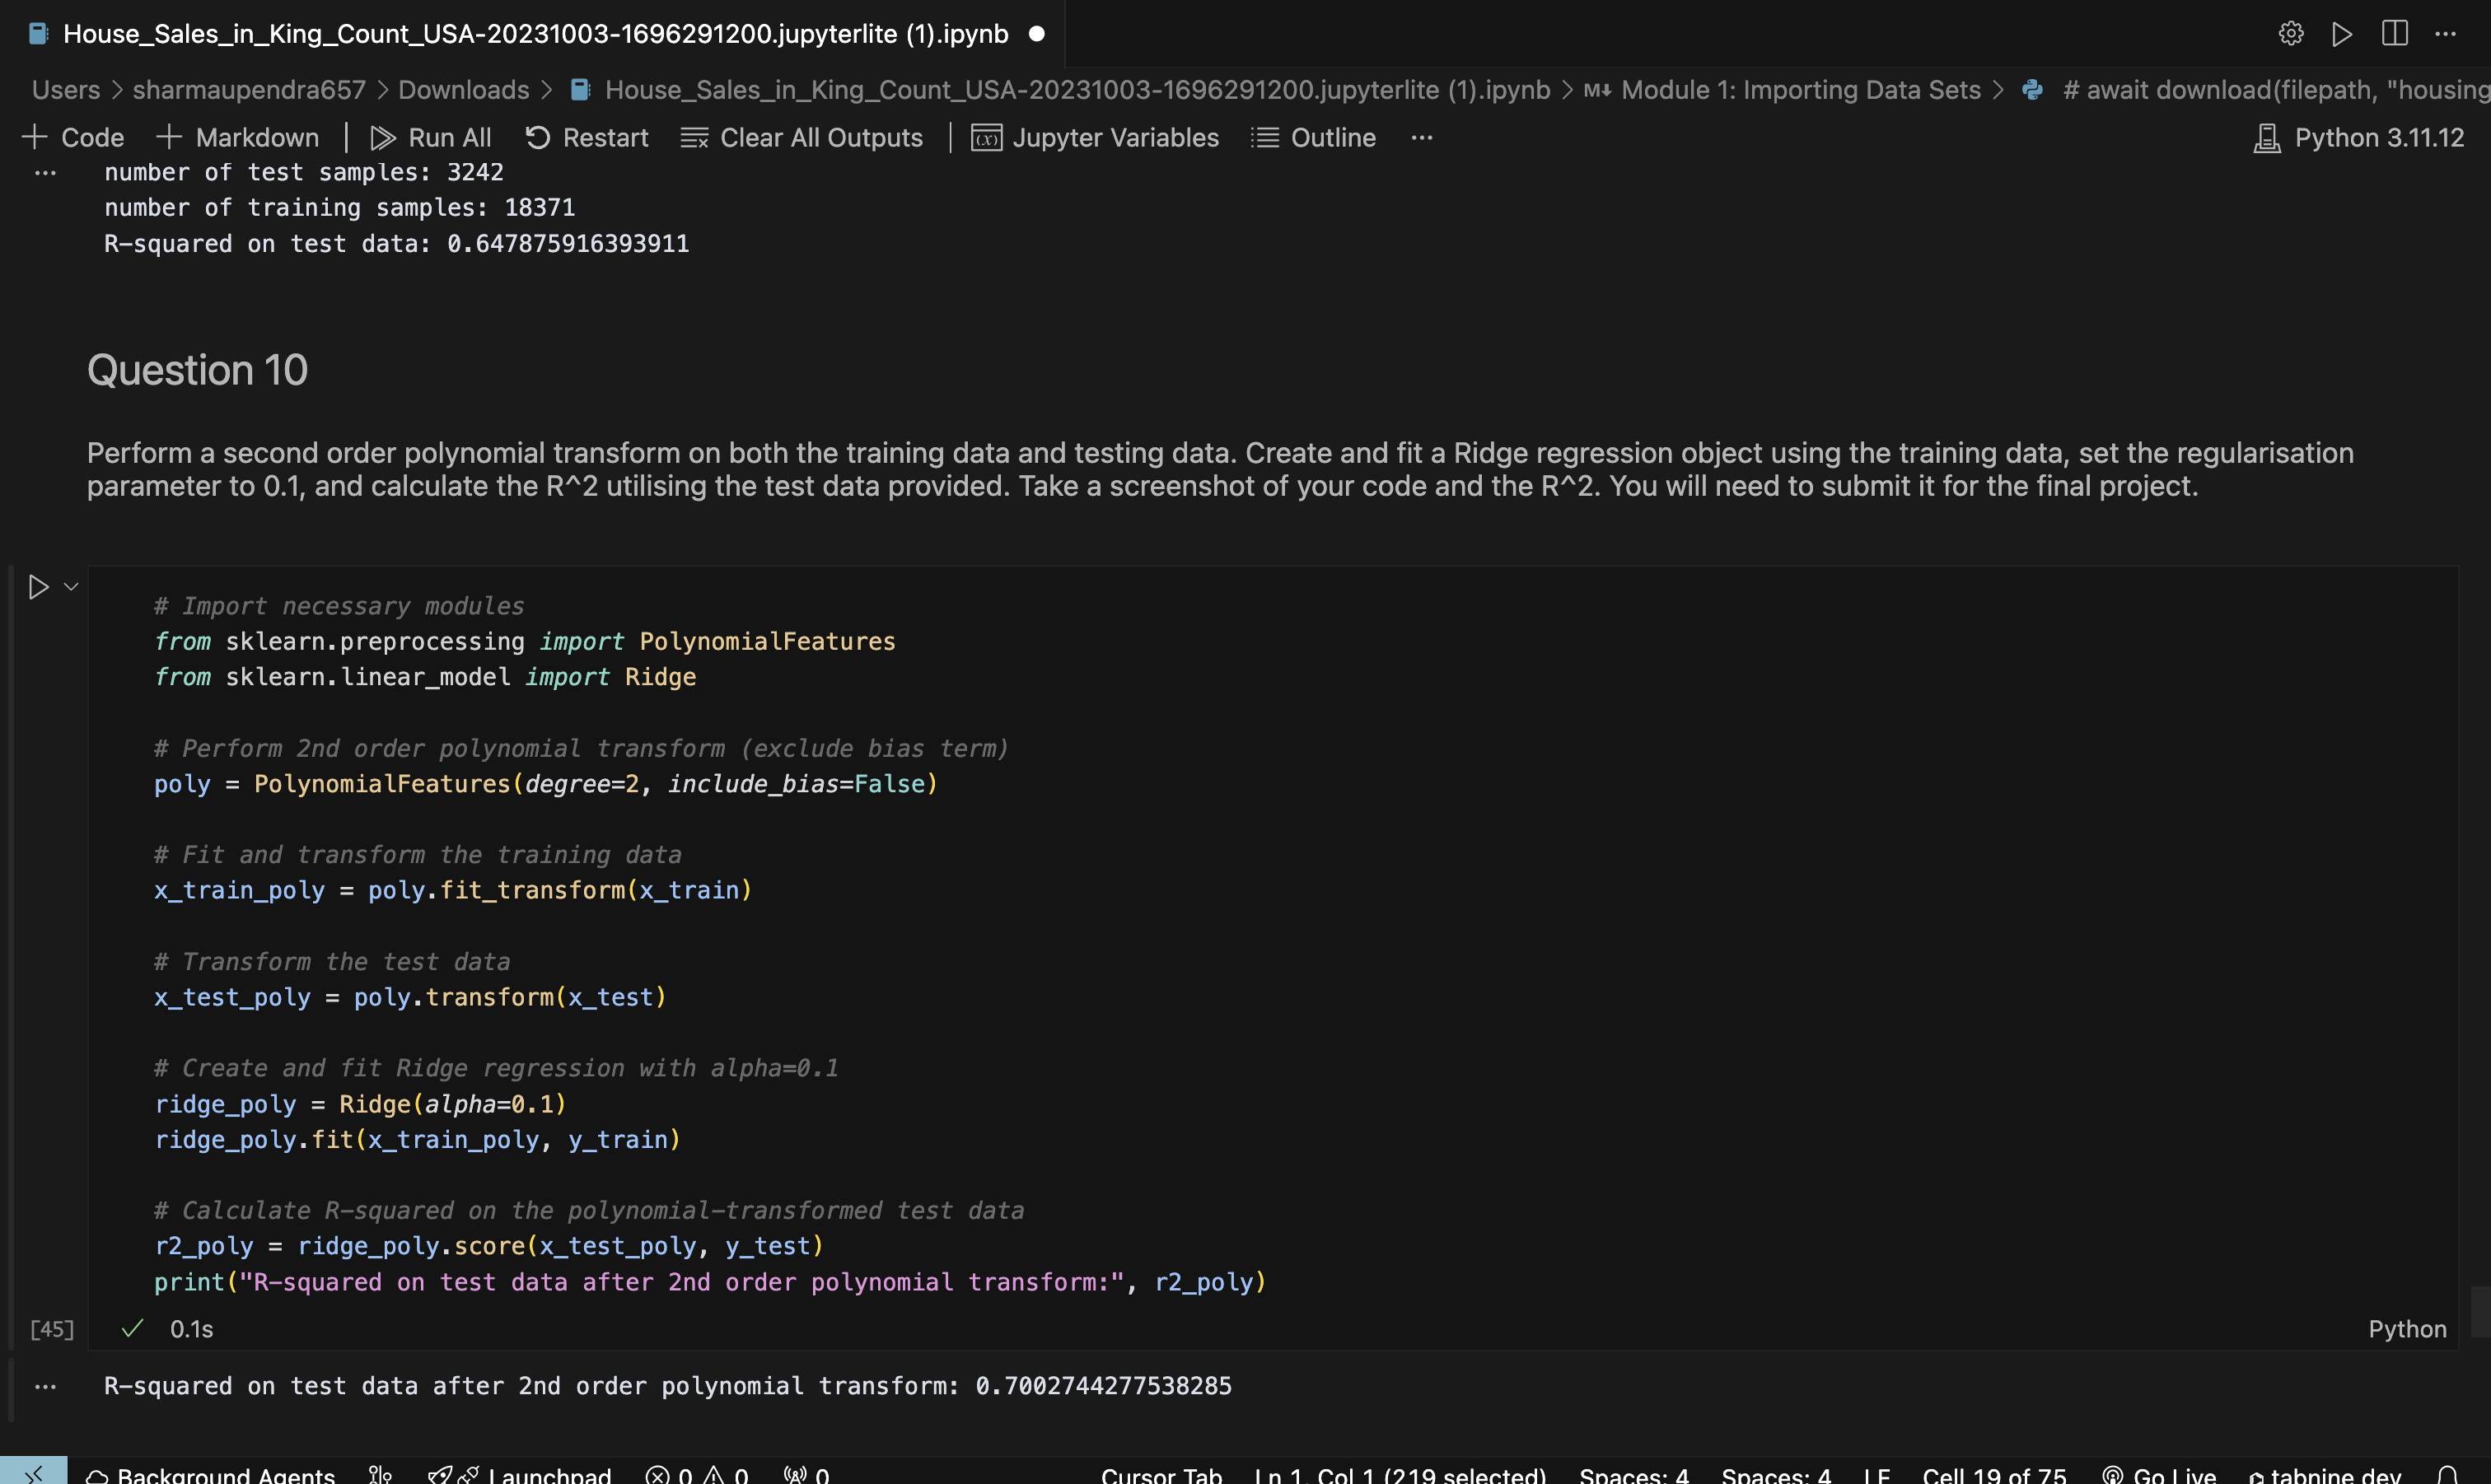 House_Sales_in_King_Count_USA-20231003-1696291200.jupyterlite (1).ipynb
Users > sharmaupendra657 > Downloads > House_Sales_in_King_Count_USA-20231003-1696291200.jupyterlite (1).ipynb > M↓ Module 1: Importing Data Sets > # await download(filepath, "housing
+ Code + Markdown | Run All Restart Clear All Outputs | Jupyter Variables Outline ... Python 3.11.12
number of test samples: 3242
number of training samples: 18371
R-squared on test data: 0.647875916393911
Question 10
Perform a second order polynomial transform on both the training data and testing data. Create and fit a Ridge regression object using the training data, set the regularisation
parameter to 0.1, and calculate the R^2 utilising the test data provided. Take a screenshot of your code and the R^2. You will need to submit it for the final project.
# Import necessary modules
from sklearn.preprocessing import PolynomialFeatures
from sklearn.linear_model import Ridge
# Perform 2nd order polynomial transform (exclude bias term)
poly = PolynomialFeatures(degree=2, include_bias=False)
# Fit and transform the training data
x_train_poly = poly.fit_transform(x_train)
# Transform the test data
x_test_poly = poly.transform(x_test)
# Create and fit Ridge regression with alpha=0.1
ridge_poly = Ridge(alpha=0.1)
ridge_poly.fit(x_train_poly, y_train)
# Calculate R-squared on the polynomial-transformed test data
r2_poly = ridge_poly.score(x_test_poly, y_test)
print("R-squared on test data after 2nd order polynomial transform:", r2_poly)
[45] ✓ 0.1s Python
R-squared on test data after 2nd order polynomial transform: 0.7002744277538285
Background Agents Launchpad 0 0 0 Cursor Tab Ln 1, Col 1 (219 selected) Spaces: 4 Spaces: 4 LF Cell 19 of 75 Go Live tabnine dev